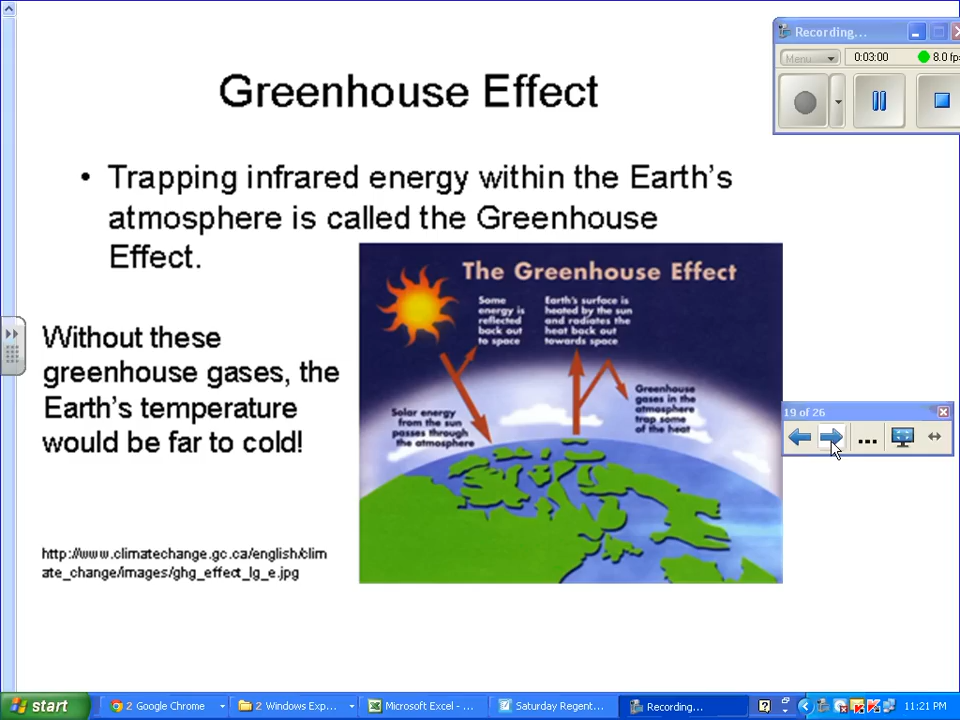 Recording...
Menu
0:03:00
8.0 fp
Greenhouse Effect
• Trapping infrared energy within the Earth's
atmosphere is called the Greenhouse
Effect.
The Greenhouse Effect
Some
energy is
reflected
back out
to space
Earth's surface is
heated by the sun
and radiates the
heat back out
towards space
Without these
greenhouse gases, the
Earth's temperature
would be far to cold!
Greenhouse
gases in the
atmosphere
trap some
of the heat
Solar energy
from the sun
passes through
the atmosphere
19 of 26
...
http://www.climatechange.gc.ca/english/clim
ate_change/images/ghg_effect_lg_e.jpg
start
2 Google Chrome
2 Windows Exp...
Microsoft Excel - ...
Saturday Regent...
Recording...
11:21 PM